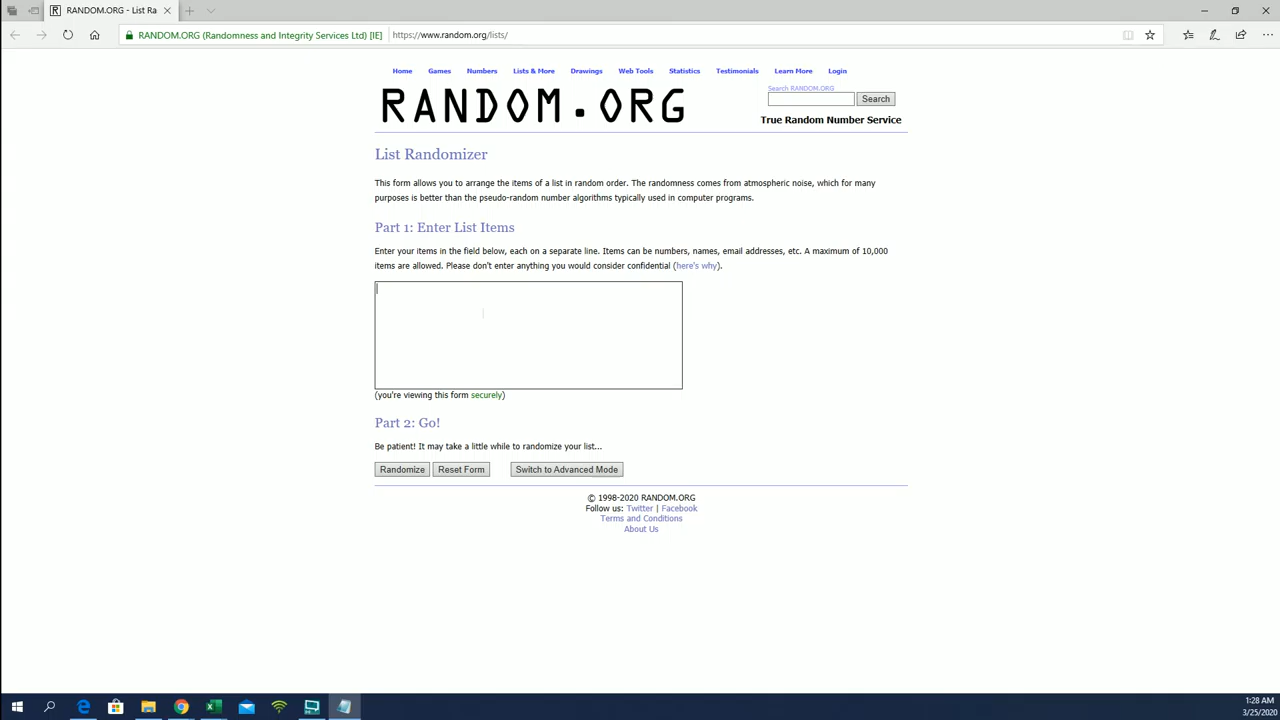 RANDOM.ORG - List Ra
RANDOM.ORG (Randomness and Integrity Services Ltd) [IE]
https://www.random.org/lists/
Home Games Numbers Lists & More Drawings Web Tools Statistics Testimonials Learn More Login
RANDOM.ORG
Search RANDOM.ORG
Search
True Random Number Service
List Randomizer
This form allows you to arrange the items of a list in random order. The randomness comes from atmospheric noise, which for many
purposes is better than the pseudo-random number algorithms typically used in computer programs.
Part 1: Enter List Items
Enter your items in the field below, each on a separate line. Items can be numbers, names, email addresses, etc. A maximum of 10,000
items are allowed. Please don't enter anything you would consider confidential (here's why).
(you're viewing this form securely)
Part 2: Go!
Be patient! It may take a little while to randomize your list...
Randomize Reset Form Switch to Advanced Mode
© 1998-2020 RANDOM.ORG
Follow us: Twitter | Facebook
Terms and Conditions
About Us
1:28 AM
3/25/2020